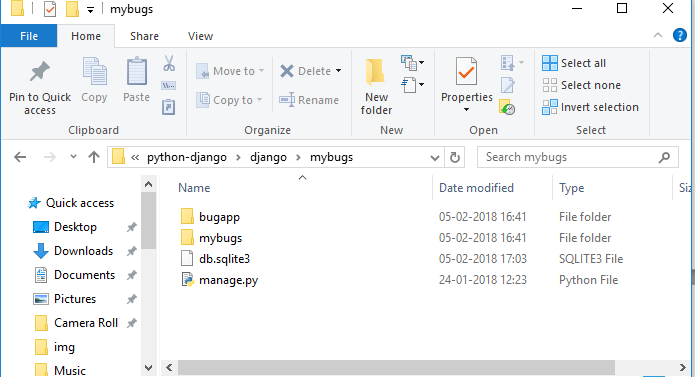 mybugs
File Home Share View
Pin to Quick access
Copy
Paste
Clipboard
Move to
Copy to
Delete
Rename
Organize
New folder
New
Properties
Open
Select all
Select none
Invert selection
Select
« python-django > django > mybugs
Search mybugs
Quick access
Desktop
Downloads
Documents
Pictures
Camera Roll
img
Music
Name Date modified Type Siz
bugapp 05-02-2018 16:41 File folder
mybugs 05-02-2018 16:41 File folder
db.sqlite3 05-02-2018 17:03 SQLITE3 File
manage.py 24-01-2018 12:23 Python File